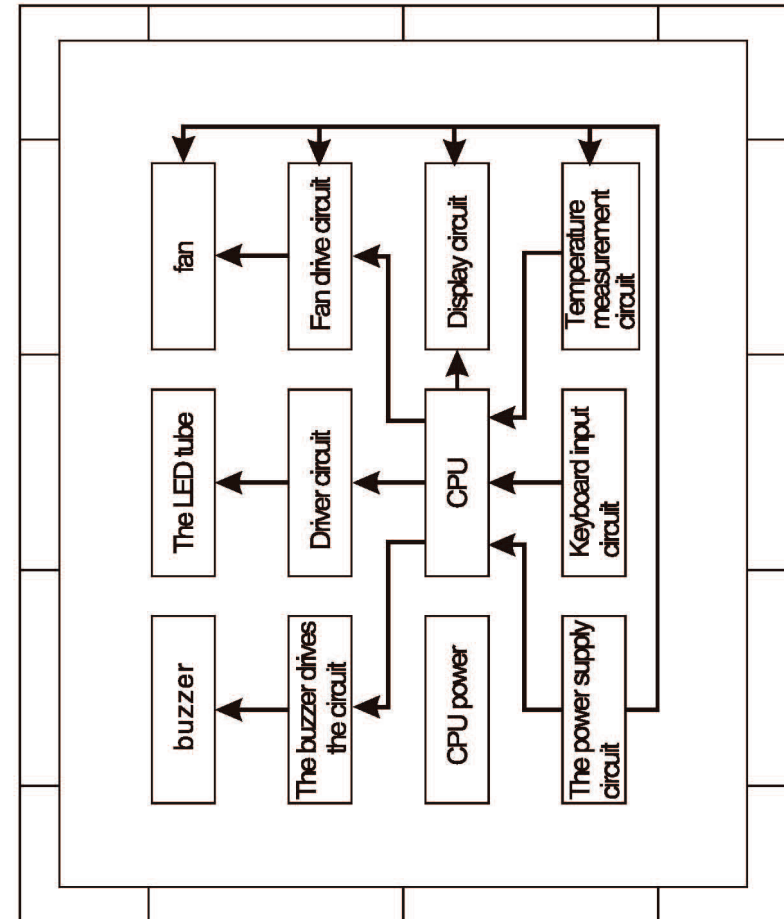 buzzer
The LED tube
fan
The buzzer drives
the circuit
Driver circuit
Fan drive circuit
CPU power
CPU
Display circuit
The power supply
circuit
Keyboard input
circuit
Temperature
measurement
circuit